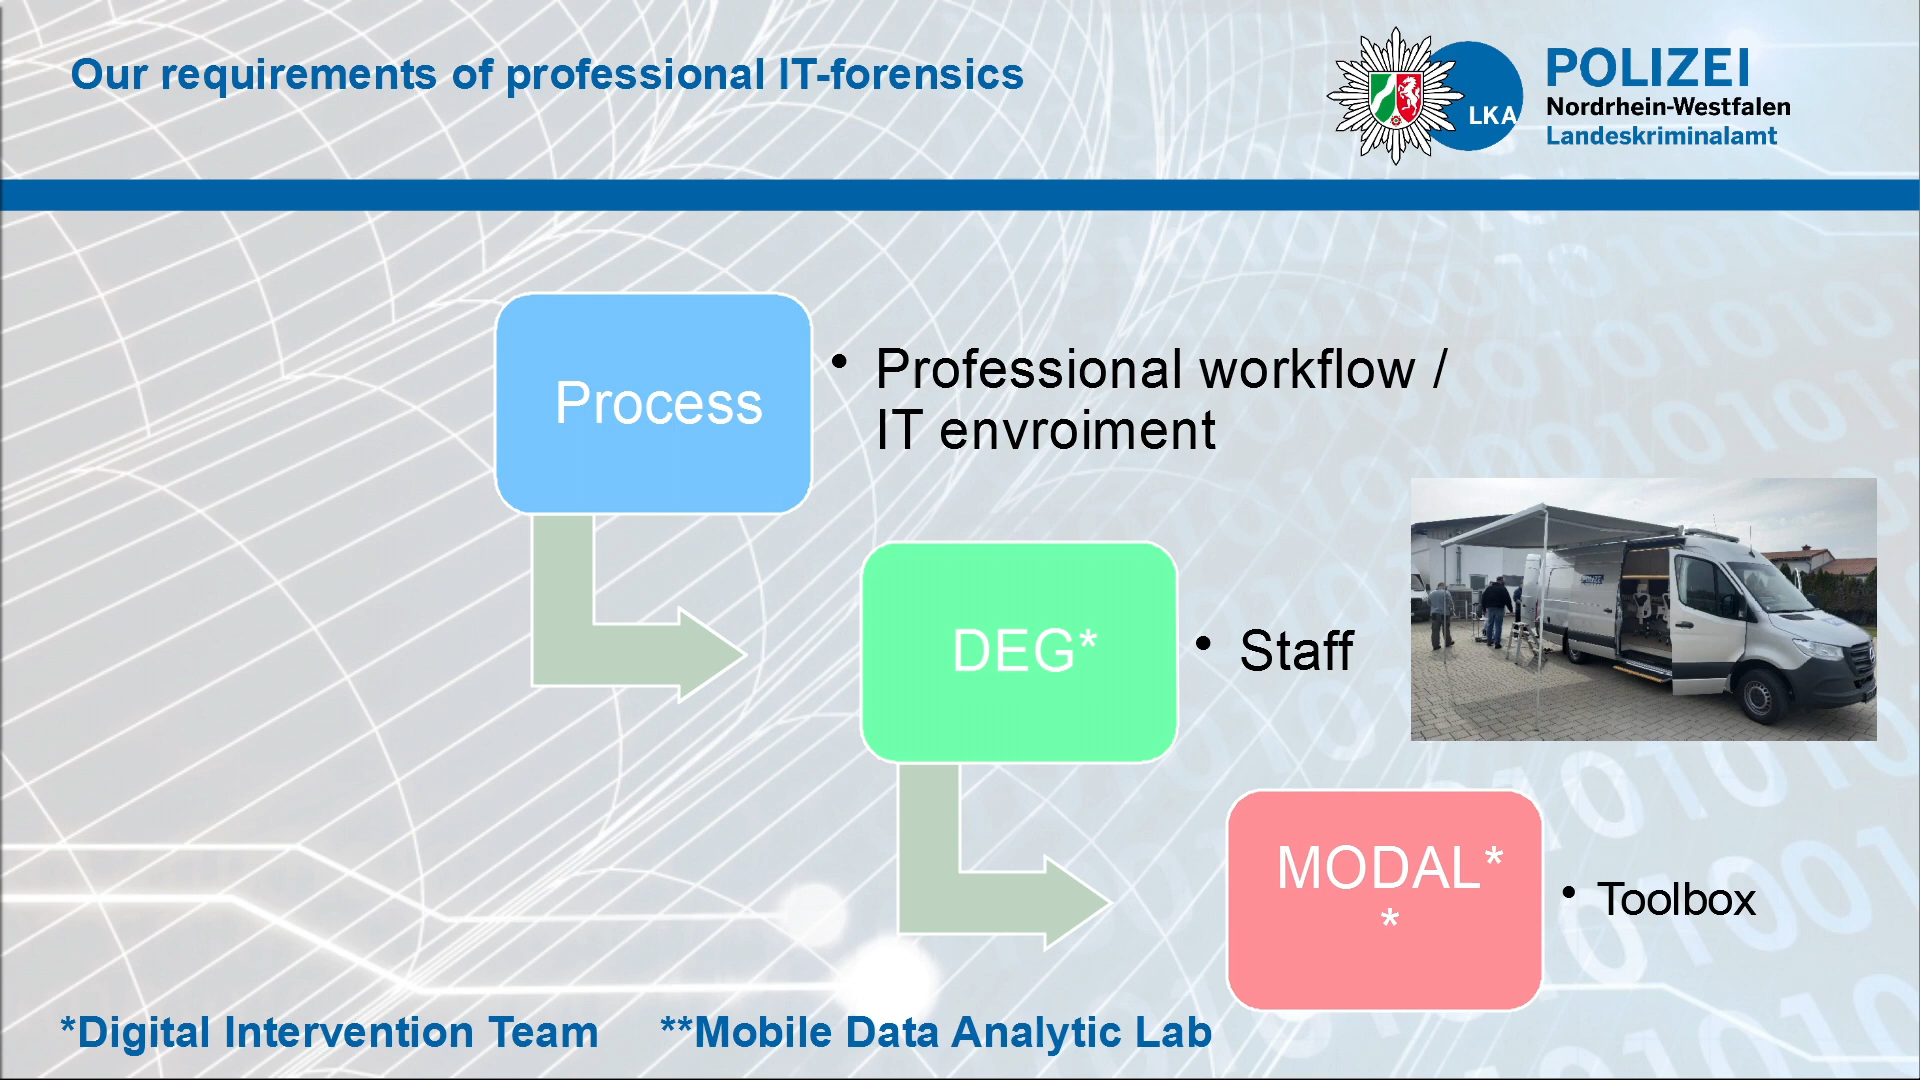 Our requirements of professional IT-forensics
LKA
POLIZEI
Nordrhein-Westfalen
Landeskriminalamt
Process
• Professional workflow /
IT envroiment
DEG*
• Staff
POLIZEI
MODAL*
*
• Toolbox
*Digital Intervention Team **Mobile Data Analytic Lab